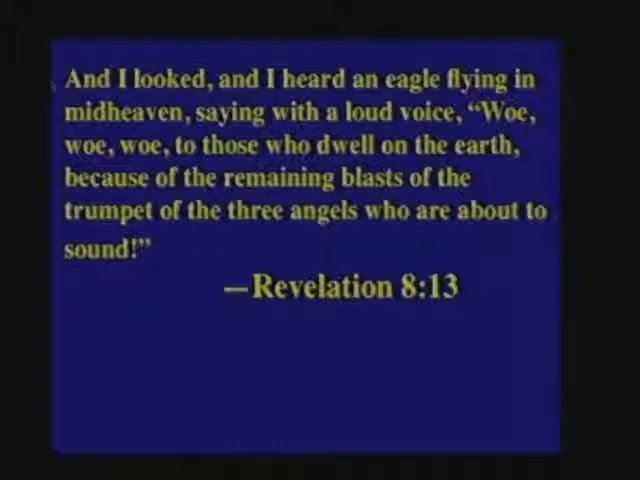 And I looked, and I heard an eagle flying in
midheaven, saying with a loud voice, “Woe,
woe, woe, to those who dwell on the earth,
because of the remaining blasts of the
trumpet of the three angels who are about to
sound!”
—Revelation 8:13